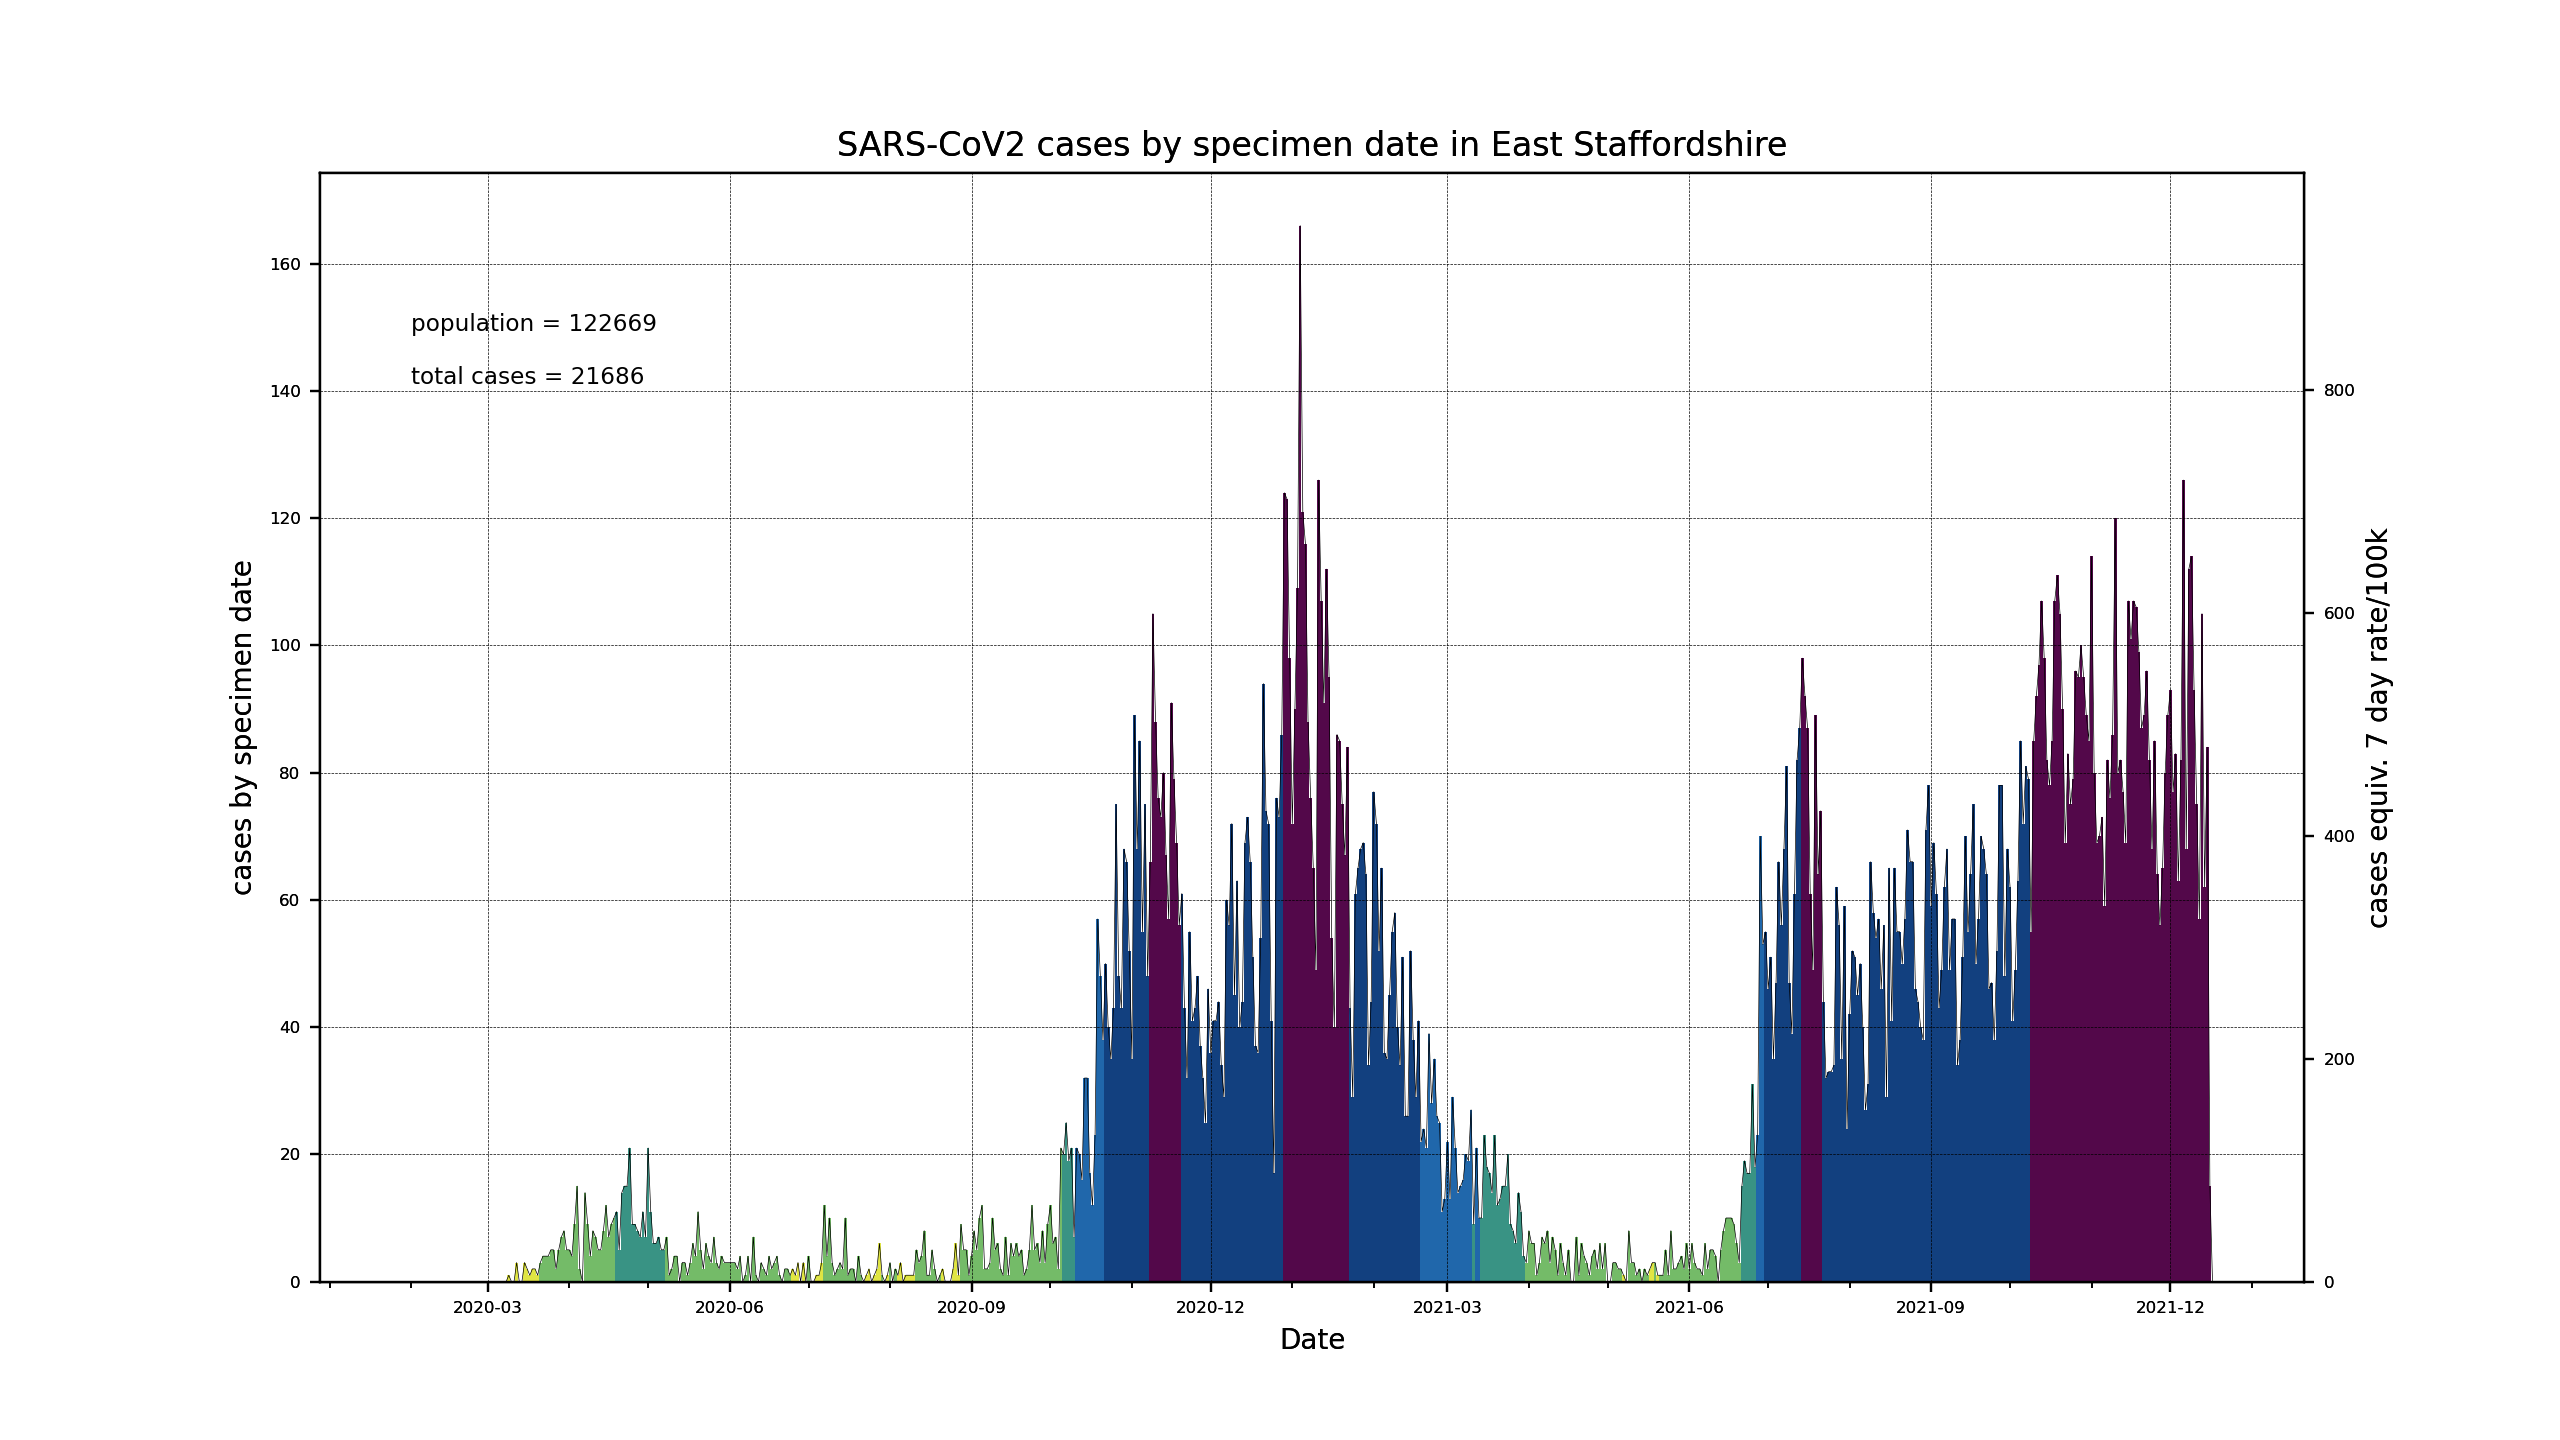 SARS-CoV2 cases by specimen date in East Staffordshire
population = 122669
total cases = 21686
cases by specimen date
160
140
120
100
80
60
40
20
0
800
600
400
200
0
cases equiv. 7 day rate/100k
2020-03 2020-06 2020-09 2020-12 2021-03 2021-06 2021-09 2021-12
Date